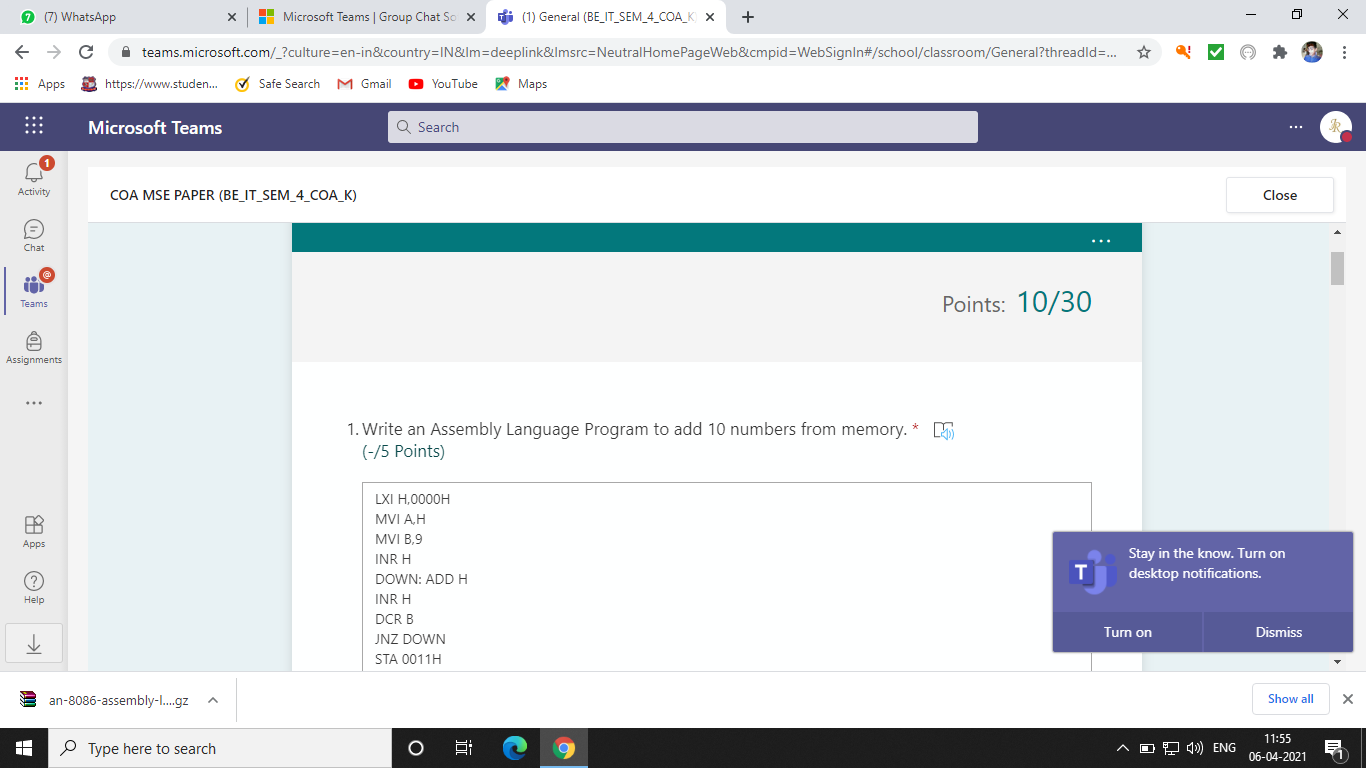 (7) WhatsApp
Microsoft Teams | Group Chat So
(1) General (BE_IT_SEM_4_COA_K
teams.microsoft.com/_?culture=en-in&country=IN&lm=deeplink&lmsrc=NeutralHomePageWeb&cmpid=WebSignIn#/school/classroom/General?threadId=...
Apps
https://www.studen...
Safe Search
Gmail
YouTube
Maps
Microsoft Teams
Search
JR
1
Activity
Chat
@
Teams
Assignments
Apps
Help
COA MSE PAPER (BE_IT_SEM_4_COA_K)
Close
Points: 10/30
1. Write an Assembly Language Program to add 10 numbers from memory. *
(-/5 Points)
LXI H,0000H
MVI A,H
MVI B,9
INR H
DOWN: ADD H
INR H
DCR B
JNZ DOWN
STA 0011H
T
Stay in the know. Turn on
desktop notifications.
Turn on
Dismiss
an-8086-assembly-l....gz
Show all
Type here to search
ENG
11:55
06-04-2021
1